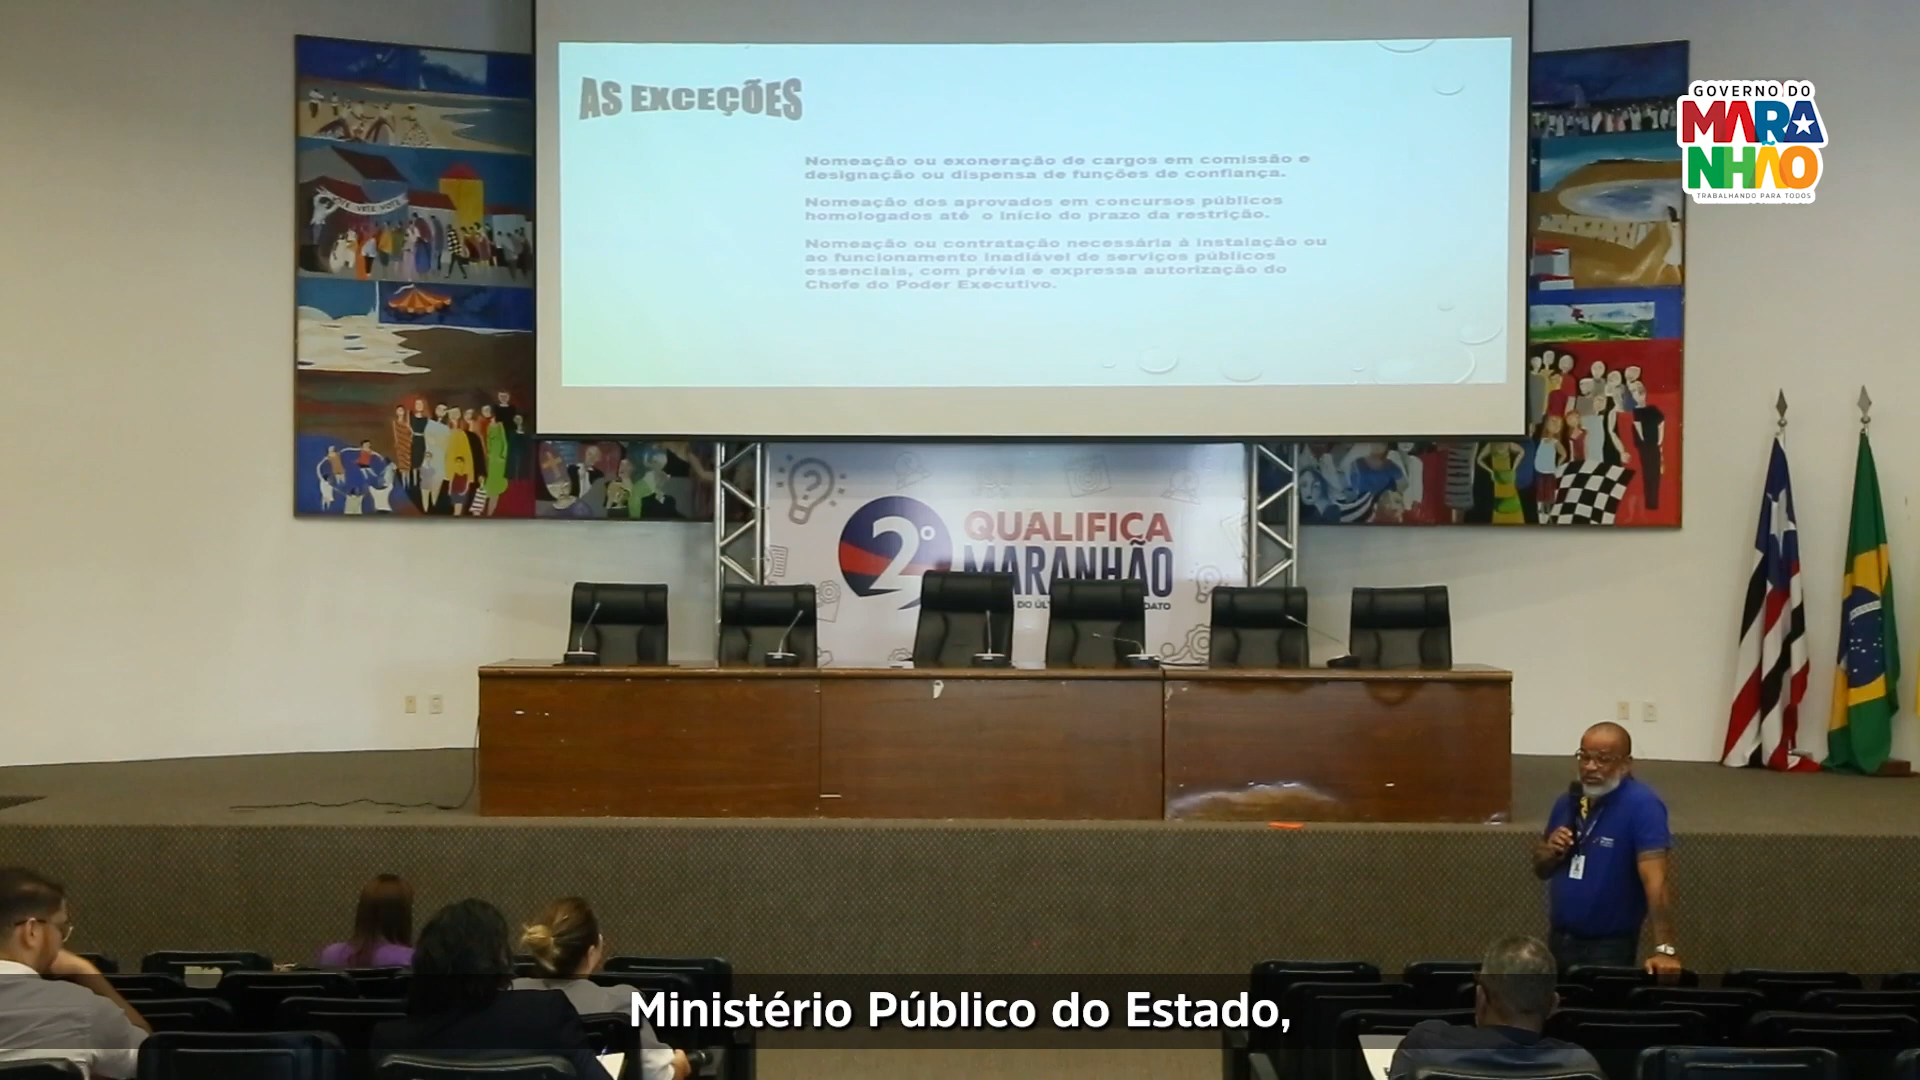 AS EXCEÇÕES
Nomeação ou exoneração de cargos em comissão e
designação ou dispensa de funções de confiança.
Nomeação dos aprovados em concursos públicos
homologados até o início do prazo da restrição.
Nomeação ou contratação necessária à instalação ou
ao funcionamento inadiável de serviços públicos
essenciais, com prévia e expressa autorização do
Chefe do Poder Executivo.
GOVERNO DO
MARA
NHÃO
TRABALHANDO PARA TODOS
VOTE VOTE
2º
QUALIFICA
MARANHÃO
DO
Ministério Público do Estado,